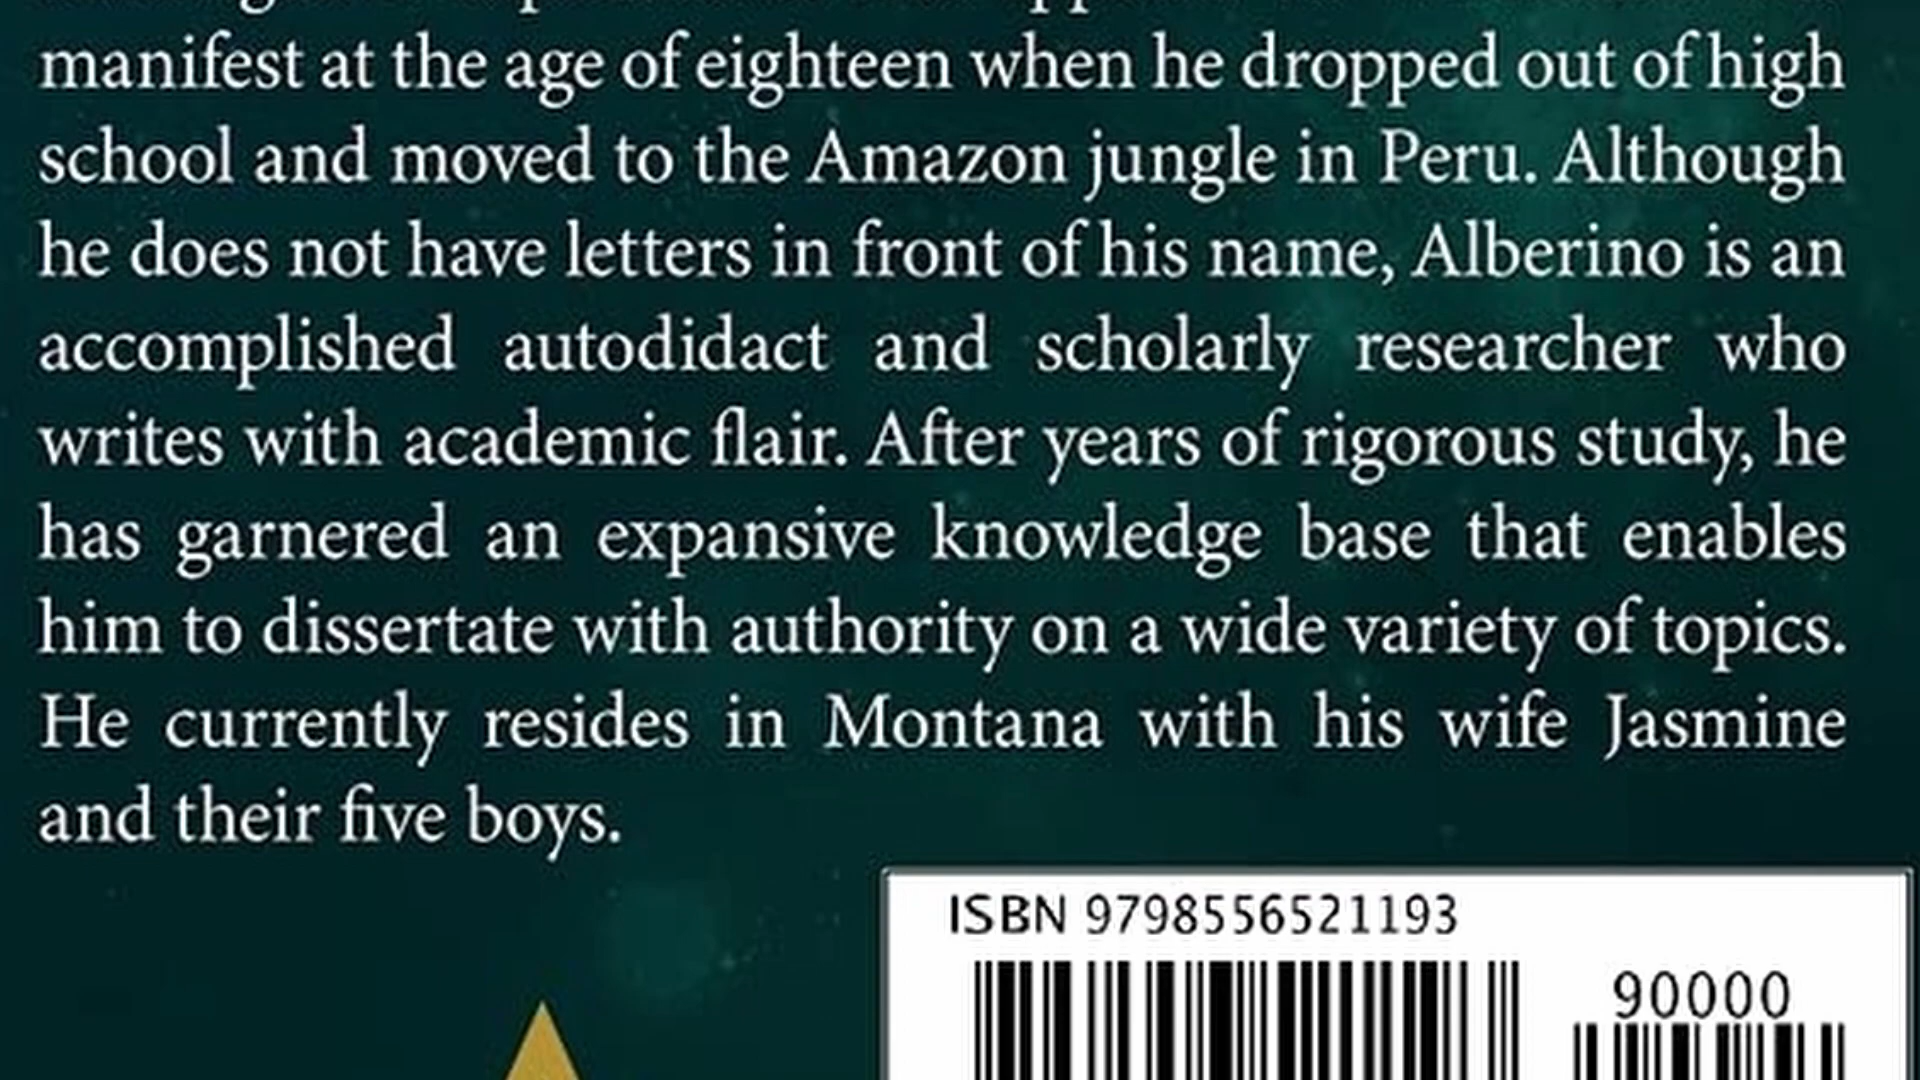 manifest at the age of eighteen when he dropped out of high
school and moved to the Amazon jungle in Peru. Although
he does not have letters in front of his name, Alberino is an
accomplished autodidact and scholarly researcher who
writes with academic flair. After years of rigorous study, he
has garnered an expansive knowledge base that enables
him to dissertate with authority on a wide variety of topics.
He currently resides in Montana with his wife Jasmine
and their five boys.
ISBN 9798556521193
90000